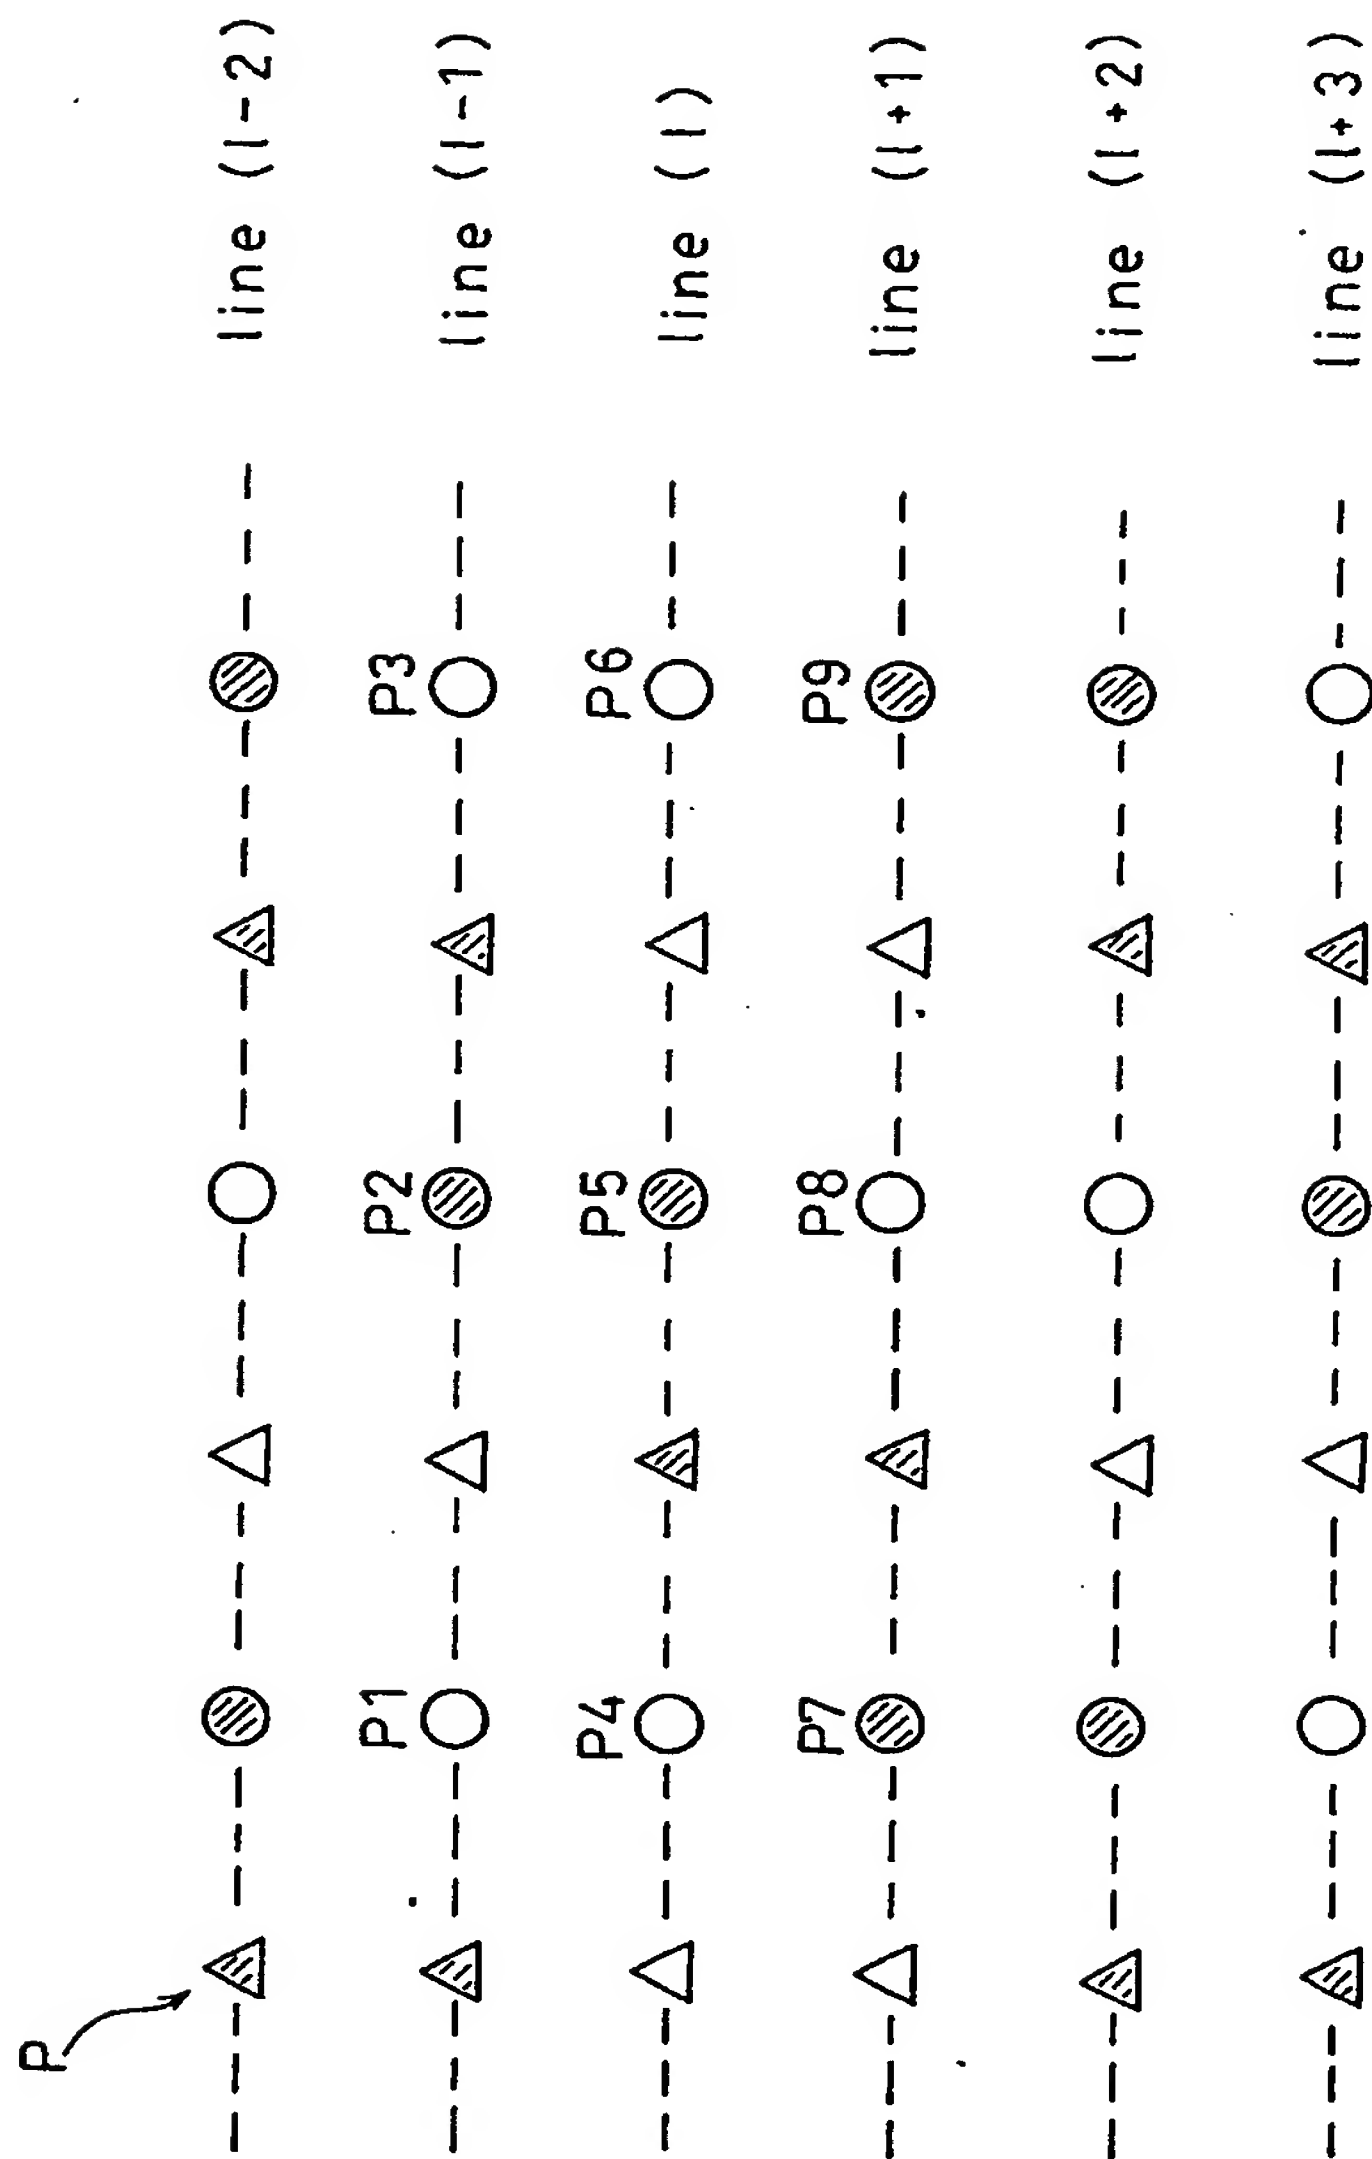 P
line (l-2)
P1 P2 P3
line (l-1)
P4 P5 P6
line (l)
P7 P8 P9
line (l+1)
line (l+2)
line (l+3)